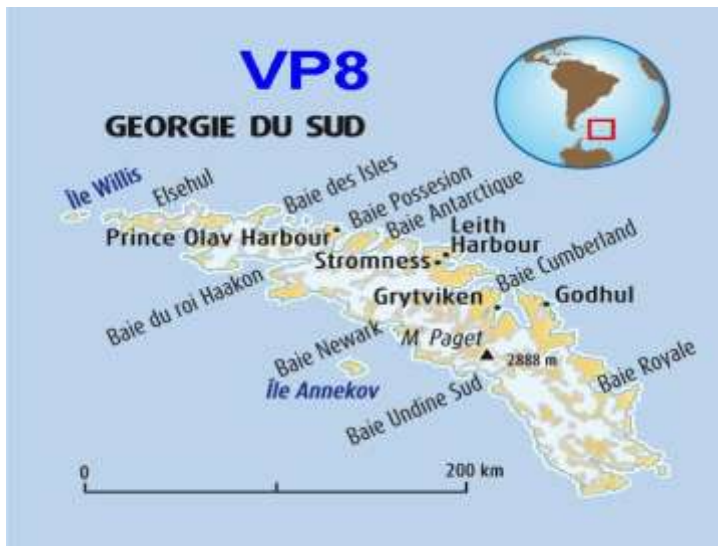 VP8
GEORGIE DU SUD
Île Willis
Elsehul
Baie des Isles
Baie Possesion
Baie Antarctique
Prince Olav Harbour
Leith
Harbour
Stromness
Baie Cumberland
Baie du roi Haakon
Grytviken
Godhul
Baie Newark
M Paget
2888 m
Île Annekov
Baie Undine Sud
Baie Royale
0
200 km